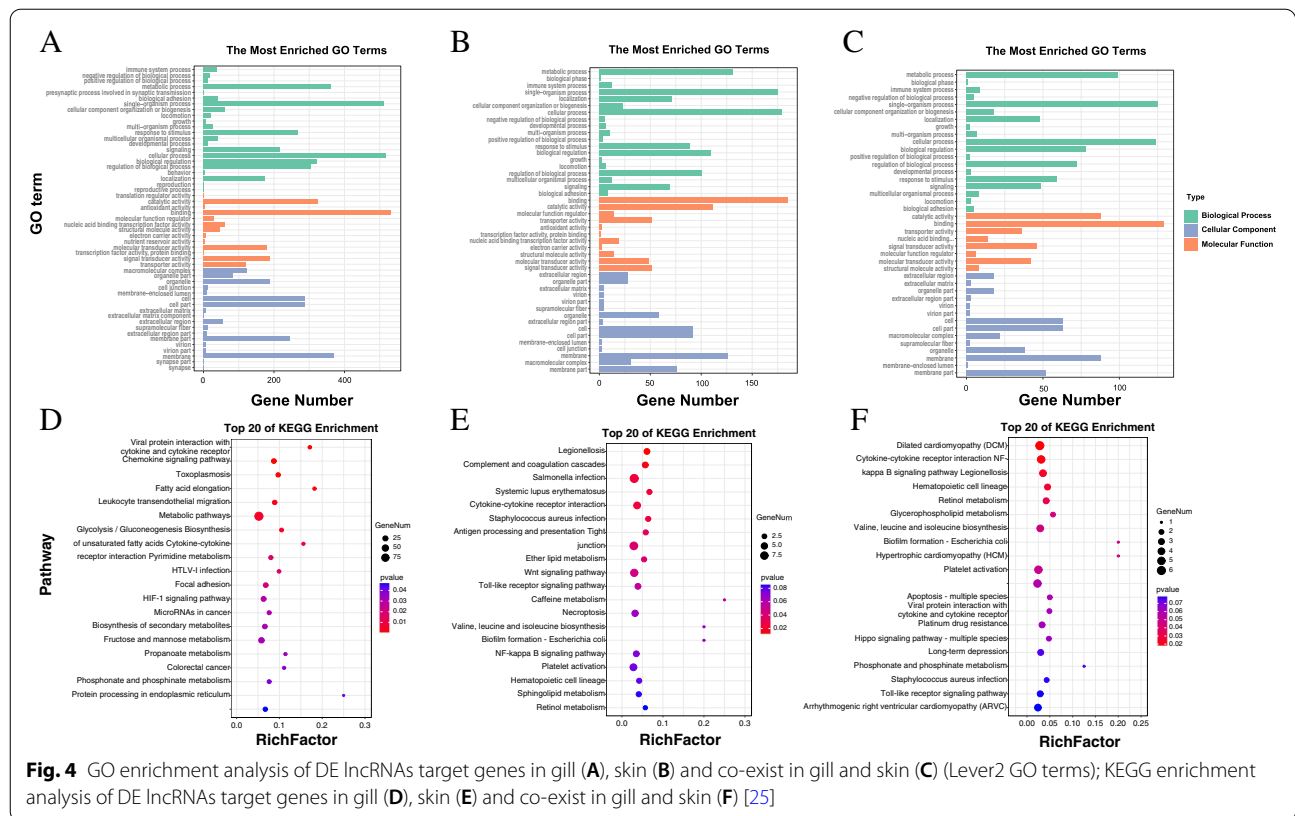 A
The Most Enriched GO Terms
GO term
immune system process
negative regulation of biological process
positive regulation of biological process
metabolic process
presynaptic process involved in synaptic transmission
biological adhesion
single-organism process
cellular component organization or biogenesis
locomotion
growth
multi-organism process
response to stimulus
multicellular organismal process
developmental process
signaling
cellular process
biological regulation
regulation of biological process
behavior
localization
reproduction
reproductive process
translation regulator activity
catalytic activity
antioxidant activity
binding
molecular function regulator
nucleic acid binding transcription factor activity
structural molecule activity
electron carrier activity
nutrient reservoir activity
molecular transducer activity
transcription factor activity, protein binding
signal transducer activity
transporter activity
macromolecular complex
organelle part
organelle
cell junction
membrane-enclosed lumen
cell
cell part
extracellular matrix
extracellular matrix component
extracellular region
supramolecular fiber
extracellular region part
membrane part
virion
virion part
membrane
synapse part
synapse
0 200 400
Gene Number
B
The Most Enriched GO Terms
metabolic process
biological phase
immune system process
single-organism process
localization
cellular component organization or biogenesis
cellular process
negative regulation of biological process
developmental process
multi-organism process
positive regulation of biological process
response to stimulus
biological regulation
growth
locomotion
regulation of biological process
multicellular organismal process
signaling
biological adhesion
binding
catalytic activity
molecular function regulator
transporter activity
antioxidant activity
transcription factor activity, protein binding
nucleic acid binding transcription factor activity
electron carrier activity
structural molecule activity
molecular transducer activity
signal transducer activity
extracellular region
organelle part
extracellular matrix
virion
virion part
supramolecular fiber
organelle
extracellular region part
cell
cell part
membrane-enclosed lumen
cell junction
membrane
macromolecular complex
membrane part
0 50 100 150
Gene Number
C
The Most Enriched GO Terms
metabolic process
biological phase
immune system process
negative regulation of biological process
single-organism process
cellular component organization or biogenesis
localization
growth
multi-organism process
cellular process
biological regulation
positive regulation of biological process
regulation of biological process
developmental process
response to stimulus
signaling
multicellular organismal process
locomotion
biological adhesion
catalytic activity
binding
transporter activity
nucleic acid binding...
signal transducer activity
molecular function regulator
molecular transducer activity
structural molecule activity
extracellular region
extracellular matrix
organelle part
extracellular region part
virion
virion part
cell
cell part
macromolecular complex
supramolecular fiber
organelle
membrane
membrane-enclosed lumen
membrane part
0 50 100
Gene Number
Type
Biological Process
Cellular Component
Molecular Function
D
Top 20 of KEGG Enrichment
Pathway
Viral protein interaction with
cytokine and cytokine receptor
Chemokine signaling pathway
Toxoplasmosis
Fatty acid elongation
Leukocyte transendothelial migration
Metabolic pathways
Glycolysis / Gluconeogenesis Biosynthesis
of unsaturated fatty acids Cytokine-cytokine
receptor interaction Pyrimidine metabolism
HTLV-I infection
Focal adhesion
HIF-1 signaling pathway
MicroRNAs in cancer
Biosynthesis of secondary metabolites
Fructose and mannose metabolism
Propanoate metabolism
Colorectal cancer
Phosphonate and phosphinate metabolism
Protein processing in endoplasmic reticulum
0.0 0.1 0.2 0.3
RichFactor
GeneNum
25
50
75
pvalue
0.04
0.03
0.02
0.01
E
Top 20 of KEGG Enrichment
Legionellosis
Complement and coagulation cascades
Salmonella infection
Systemic lupus erythematosus
Cytokine-cytokine receptor interaction
Staphylococcus aureus infection
Antigen processing and presentation Tight
junction
Ether lipid metabolism
Wnt signaling pathway
Toll-like receptor signaling pathway
Caffeine metabolism
Necroptosis
Valine, leucine and isoleucine biosynthesis
Biofilm formation - Escherichia coli
NF-kappa B signaling pathway
Platelet activation
Hematopoietic cell lineage
Sphingolipid metabolism
Retinol metabolism
0.0 0.1 0.2 0.3
RichFactor
GeneNum
2.5
5.0
7.5
pvalue
0.08
0.06
0.04
0.02
F
Top 20 of KEGG Enrichment
Dilated cardiomyopathy (DCM)
Cytokine-cytokine receptor interaction NF-
kappa B signaling pathway Legionellosis
Hematopoietic cell lineage
Retinol metabolism
Glycerophospholipid metabolism
Valine, leucine and isoleucine biosynthesis
Biofilm formation - Escherichia coli
Hypertrophic cardiomyopathy (HCM)
Platelet activation
Apoptosis - multiple species
Viral protein interaction with
cytokine and cytokine receptor
Platinum drug resistance
Hippo signaling pathway - multiple species
Long-term depression
Phosphonate and phosphinate metabolism
Staphylococcus aureus infection
Toll-like receptor signaling pathway
Arrhythmogenic right ventricular cardiomyopathy (ARVC)
0.00 0.05 0.10 0.15 0.20 0.25
RichFactor
GeneNum
1
2
3
4
5
6
pvalue
0.07
0.06
0.05
0.04
0.03
0.02
Fig. 4 GO enrichment analysis of DE lncRNAs target genes in gill (A), skin (B) and co-exist in gill and skin (C) (Lever2 GO terms); KEGG enrichment
analysis of DE lncRNAs target genes in gill (D), skin (E) and co-exist in gill and skin (F) [25]